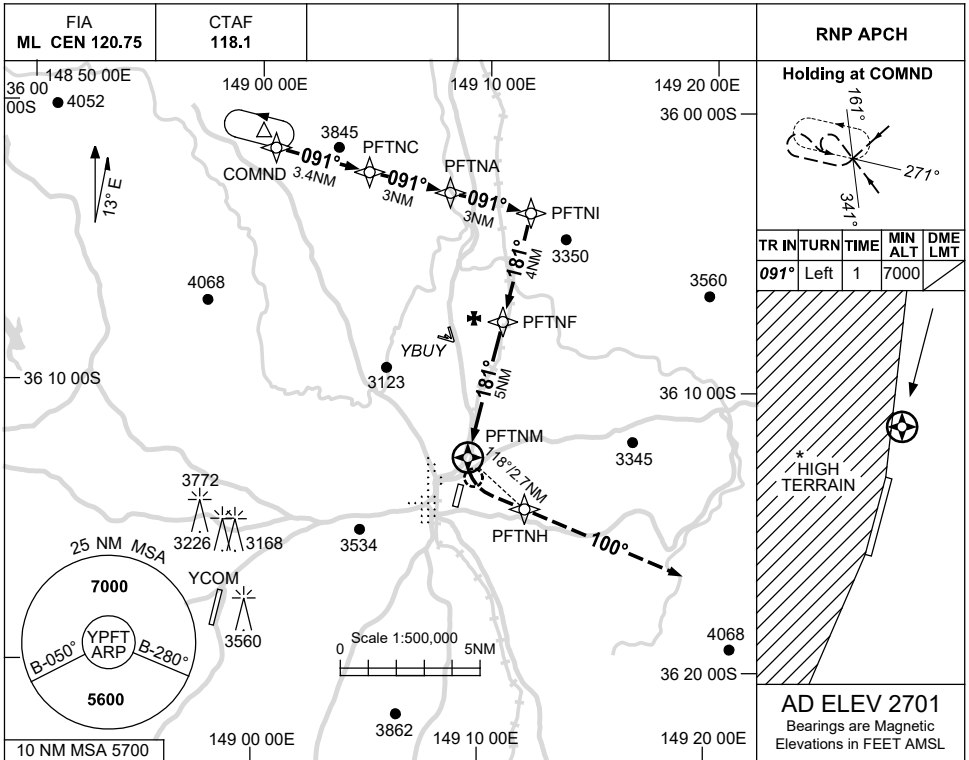 FIA
ML CEN 120.75
CTAF
118.1
RNP APCH
148 50 00E
149 00 00E
149 10 00E
149 20 00E
36 00
00S
36 00 00S
4052
3845
PFTNC
PFTNA
COMND
091°
3.4NM
091°
3NM
091°
3NM
PFTNI
13° E
3350
181°
4NM
4068
3560
PFTNF
YBUY
36 10 00S
3123
181°
5NM
36 10 00S
PFTNM
118°/2.7NM
3345
3772
3226
3168
3534
PFTNH
100°
25 NM MSA
7000
YPFT
ARP
B-050°
B-280°
5600
YCOM
3560
Scale 1:500,000
0
5NM
4068
36 20 00S
3862
10 NM MSA 5700
149 00 00E
149 10 00E
149 20 00E
Holding at COMND
161°
271°
341°
TR IN TURN TIME MIN ALT DME LMT
091° Left 1 7000
*
HIGH
TERRAIN
AD ELEV 2701
Bearings are Magnetic
Elevations in FEET AMSL